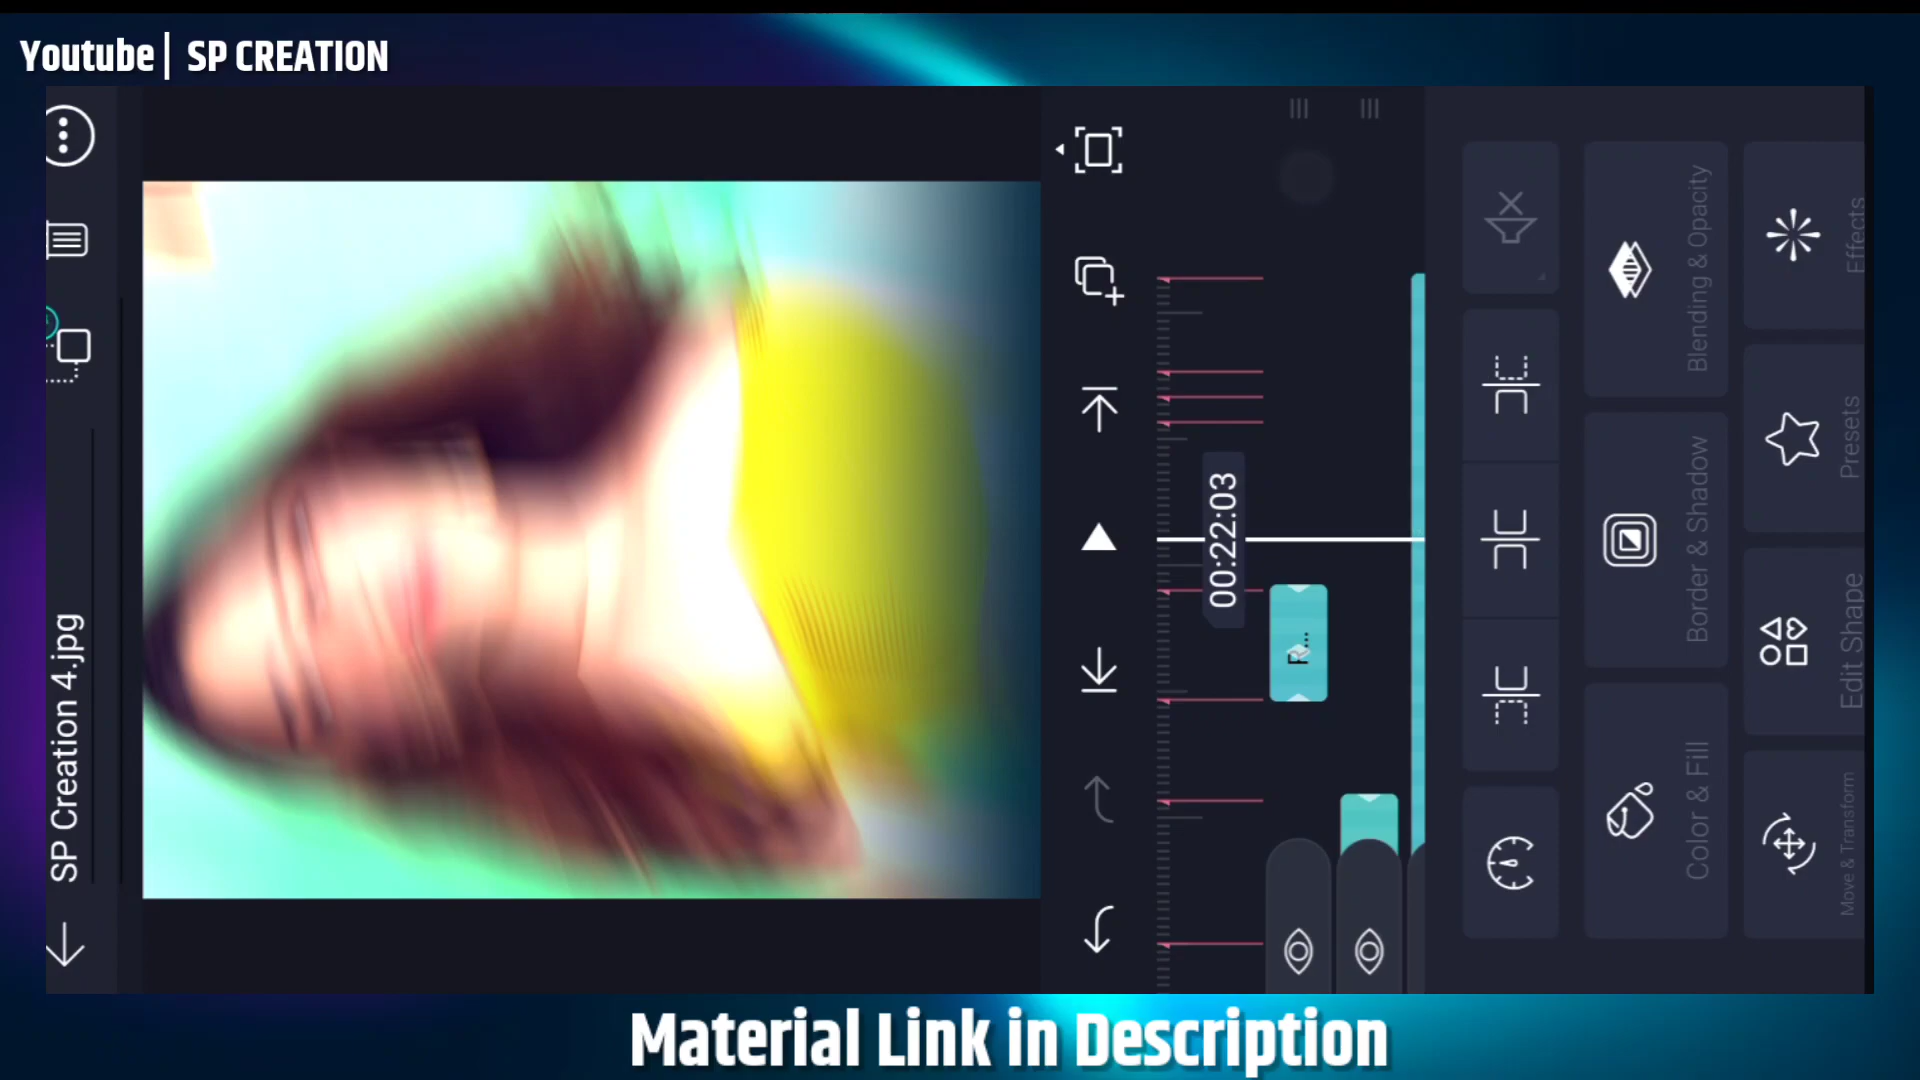 Youtube | SP CREATION
SP Creation 4.jpg
00:22:03
R...
Blending & Opacity
Border & Shadow
Color & Fill
Effects
Presets
Edit Shape
Move & Transform
Material Link in Description